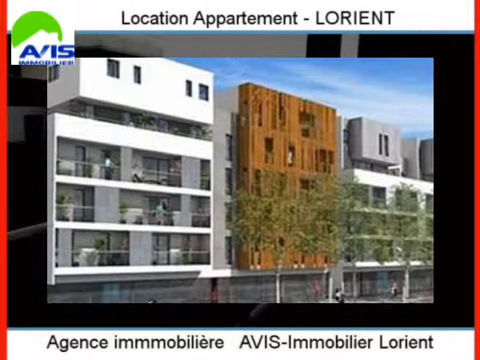 Location Appartement - LORIENT
AVIS
IMMOBILIER
Agence immmobilière AVIS-Immobilier Lorient